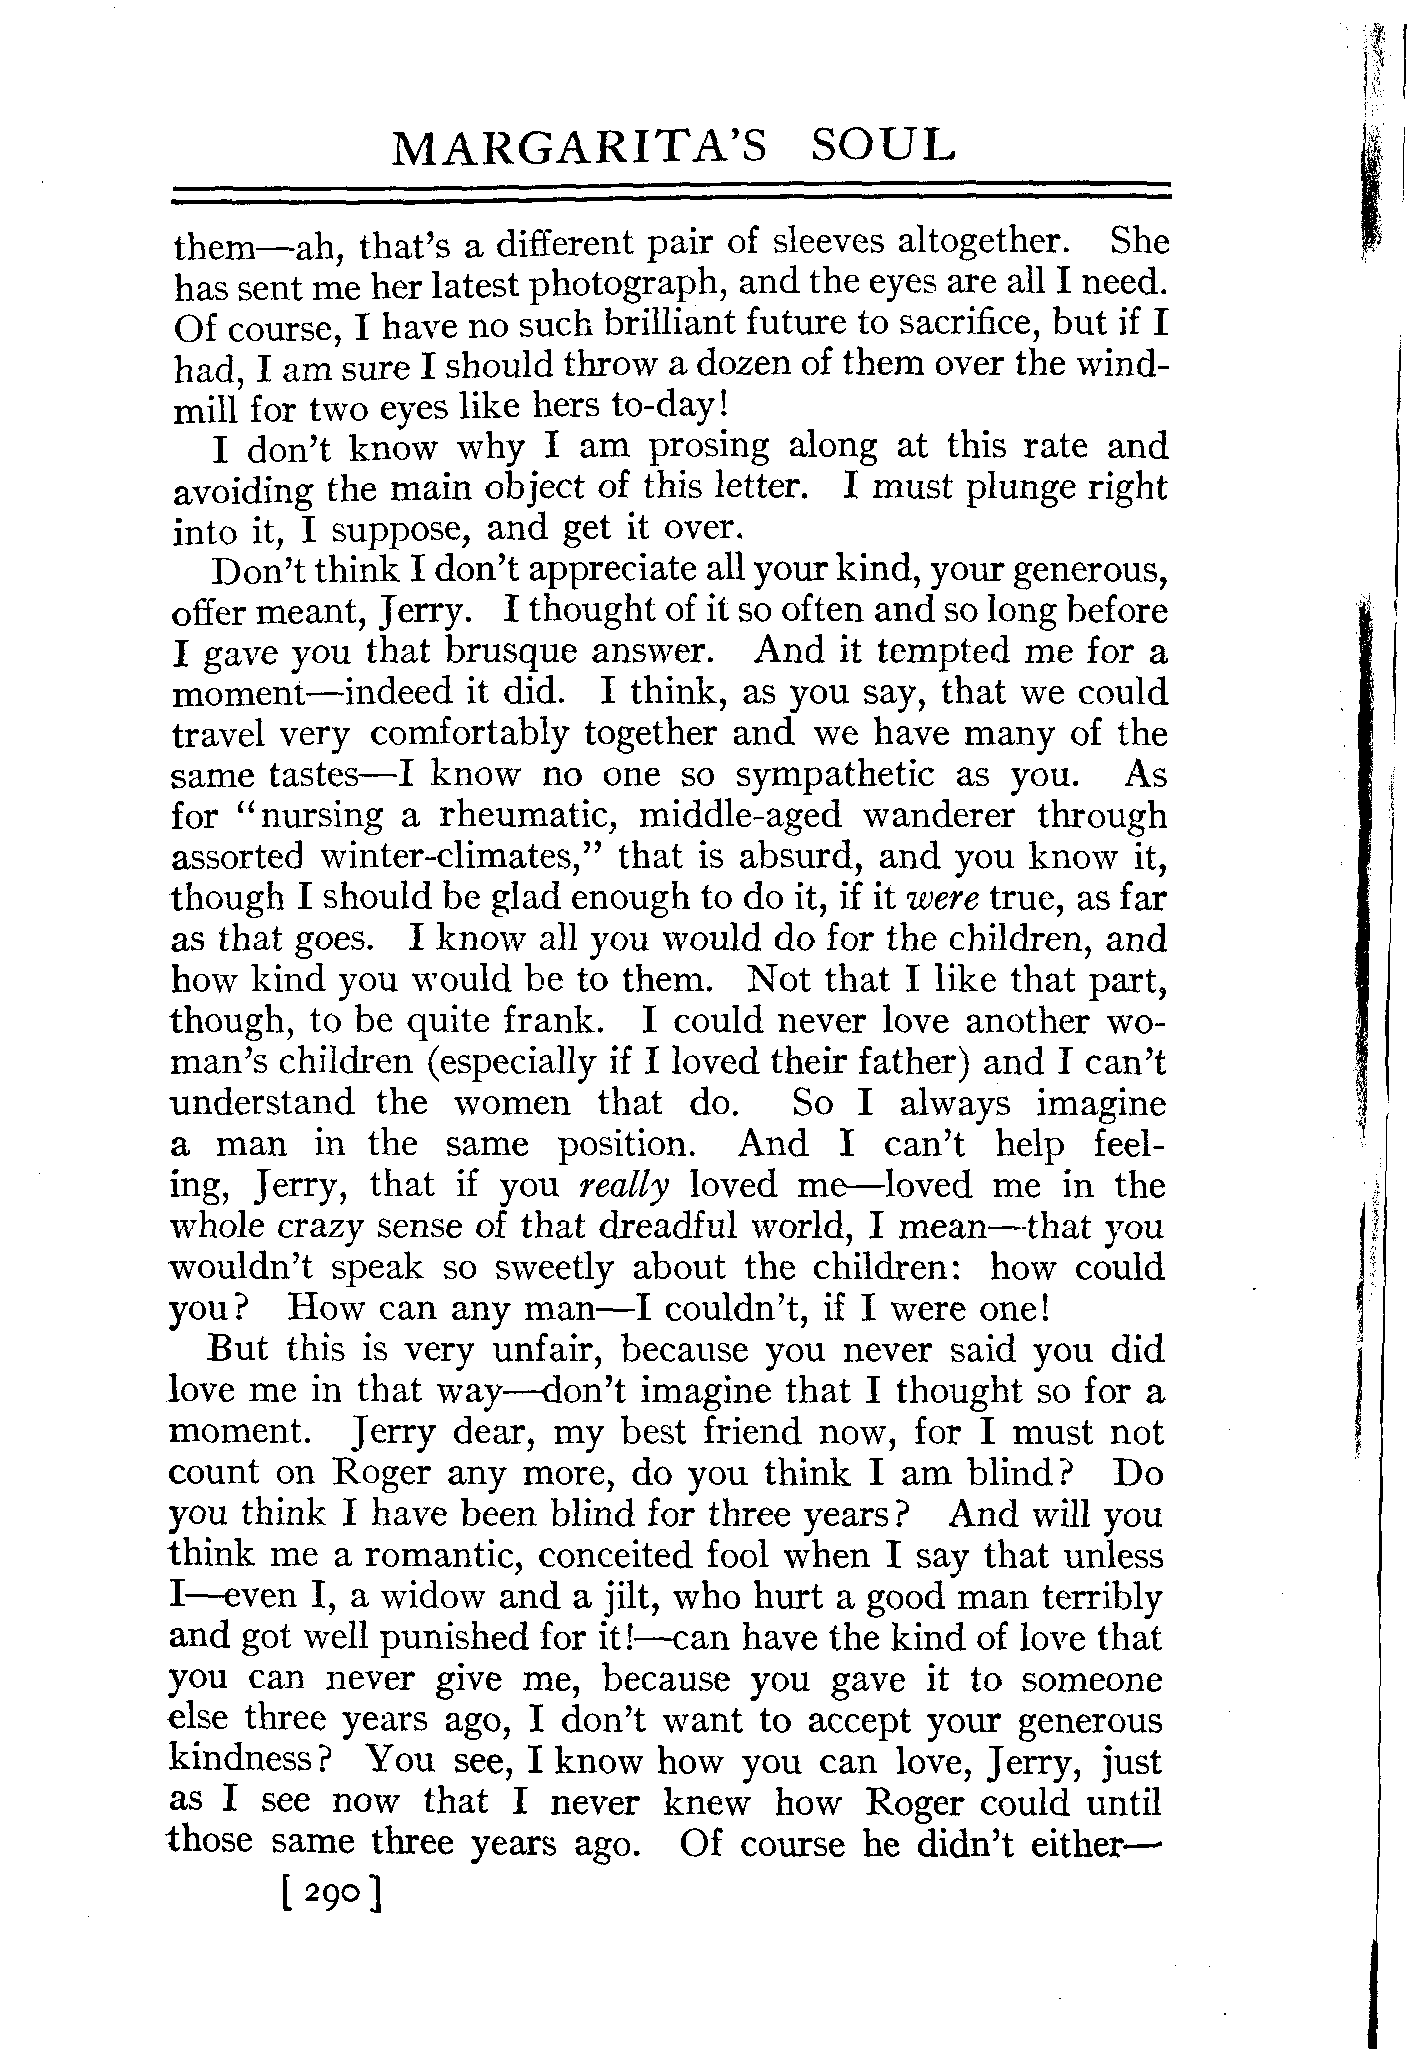 MARGARITA'S SOUL
them—ah, that's a different pair of sleeves altogether. She
has sent me her latest photograph, and the eyes are all I need.
Of course, I have no such brilliant future to sacrifice, but if I
had, I am sure I should throw a dozen of them over the wind-
mill for two eyes like hers to-day!
I don't know why I am prosing along at this rate and
avoiding the main object of this letter. I must plunge right
into it, I suppose, and get it over.
Don't think I don't appreciate all your kind, your generous,
offer meant, Jerry. I thought of it so often and so long before
I gave you that brusque answer. And it tempted me for a
moment—indeed it did. I think, as you say, that we could
travel very comfortably together and we have many of the
same tastes—I know no one so sympathetic as you. As
for "nursing a rheumatic, middle-aged wanderer through
assorted winter-climates," that is absurd, and you know it,
though I should be glad enough to do it, if it were true, as far
as that goes. I know all you would do for the children, and
how kind you would be to them. Not that I like that part,
though, to be quite frank. I could never love another wo-
man's children (especially if I loved their father) and I can't
understand the women that do. So I always imagine
a man in the same position. And I can't help feel-
ing, Jerry, that if you really loved me—loved me in the
whole crazy sense of that dreadful world, I mean—that you
wouldn't speak so sweetly about the children: how could
you? How can any man—I couldn't, if I were one!
But this is very unfair, because you never said you did
love me in that way—don't imagine that I thought so for a
moment. Jerry dear, my best friend now, for I must not
count on Roger any more, do you think I am blind? Do
you think I have been blind for three years? And will you
think me a romantic, conceited fool when I say that unless
I—even I, a widow and a jilt, who hurt a good man terribly
and got well punished for it!—can have the kind of love that
you can never give me, because you gave it to someone
else three years ago, I don't want to accept your generous
kindness? You see, I know how you can love, Jerry, just
as I see now that I never knew how Roger could until
those same three years ago. Of course he didn't either—
[ 290 ]